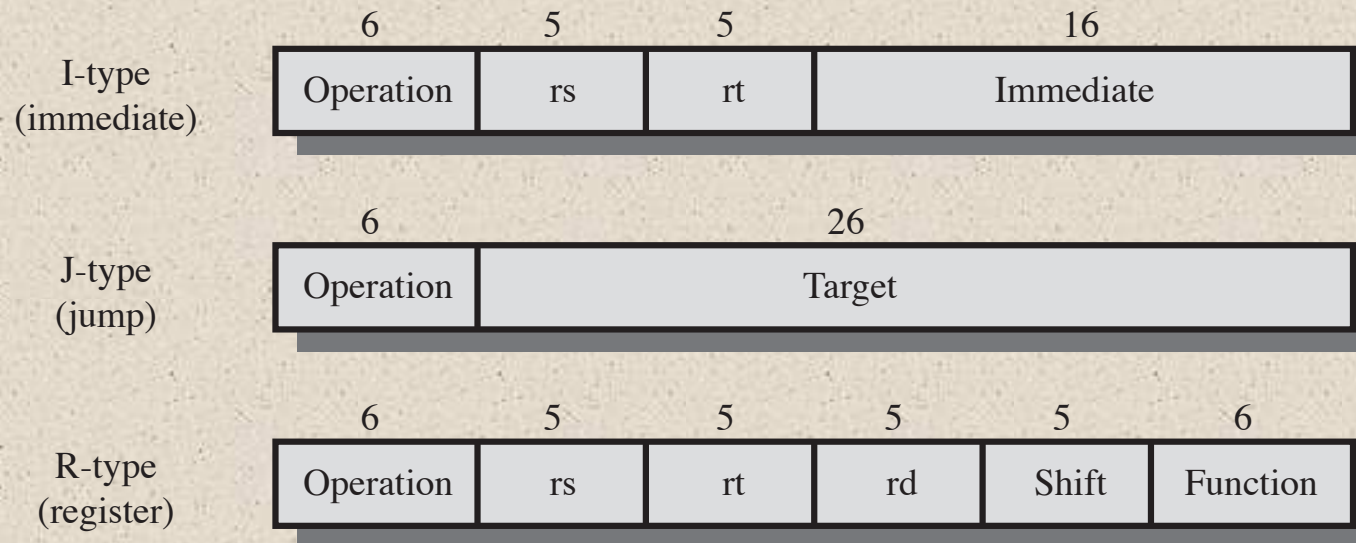 6 5 5 16
I-type
(immediate)
Operation rs rt Immediate
6 26
J-type
(jump)
Operation Target
6 5 5 5 5 6
R-type
(register)
Operation rs rt rd Shift Function